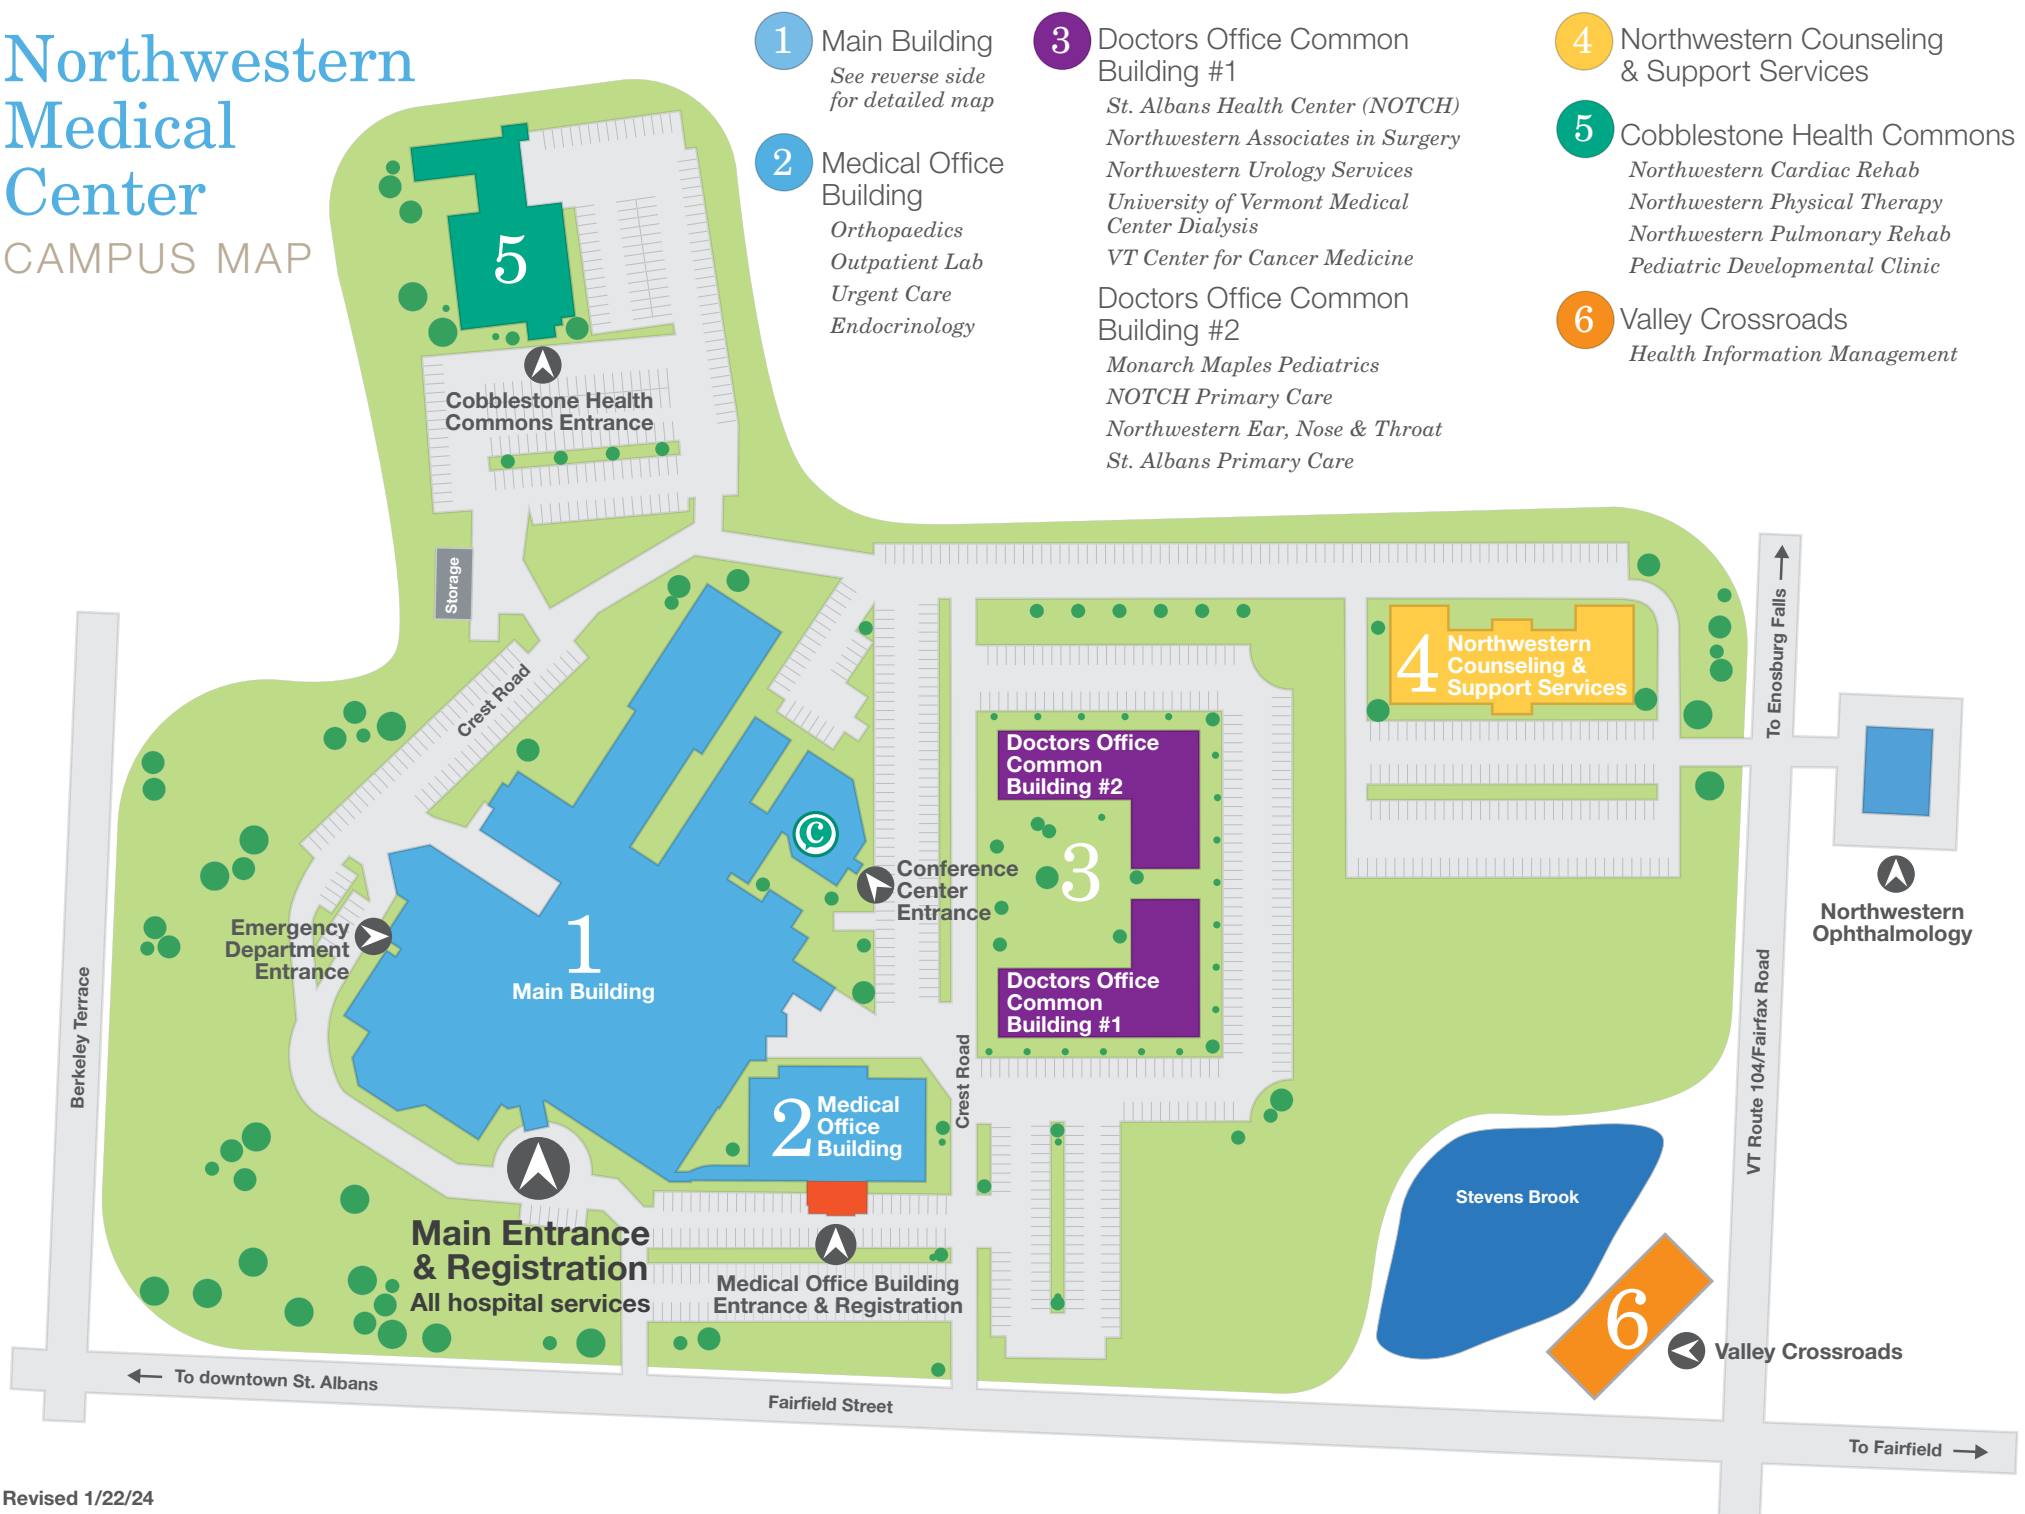 Northwestern
Medical
Center
CAMPUS MAP
1 Main Building
See reverse side
for detailed map
2 Medical Office
Building
Orthopaedics
Outpatient Lab
Urgent Care
Endocrinology
3 Doctors Office Common
Building #1
St. Albans Health Center (NOTCH)
Northwestern Associates in Surgery
Northwestern Urology Services
University of Vermont Medical
Center Dialysis
VT Center for Cancer Medicine
Doctors Office Common
Building #2
Monarch Maples Pediatrics
NOTCH Primary Care
Northwestern Ear, Nose & Throat
St. Albans Primary Care
4 Northwestern Counseling
& Support Services
5 Cobblestone Health Commons
Northwestern Cardiac Rehab
Northwestern Physical Therapy
Northwestern Pulmonary Rehab
Pediatric Developmental Clinic
6 Valley Crossroads
Health Information Management
5
Cobblestone Health
Commons Entrance
Storage
Crest Road
4
Northwestern
Counseling &
Support Services
To Enosburg Falls
Doctors Office
Common
Building #2
3
Doctors Office
Common
Building #1
C
Conference
Center
Entrance
Northwestern
Ophthalmology
Emergency
Department
Entrance
1
Main Building
Berkeley Terrace
Crest Road
VT Route 104/Fairfax Road
2
Medical
Office
Building
Stevens Brook
Main Entrance
& Registration
All hospital services
Medical Office Building
Entrance & Registration
6
Valley Crossroads
To downtown St. Albans
Fairfield Street
To Fairfield
Revised 1/22/24